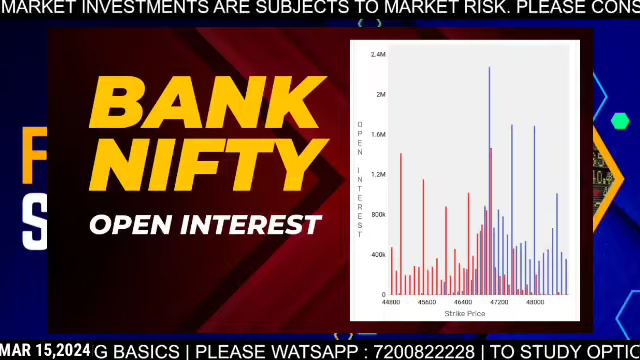 MARKET INVESTMENTS ARE SUBJECTS TO MARKET RISK. PLEASE CONS
BANK
NIFTY
OPEN INTEREST
2.4M
2M
1.6M
1.2M
800k
400k
0
OPEN INTEREST
44800
45600
46400
47200
48000
Strike Price
F
S
MAR 15,2024
G BASICS | PLEASE WATSAPP : 7200822228 | TO STUDY OPTIC